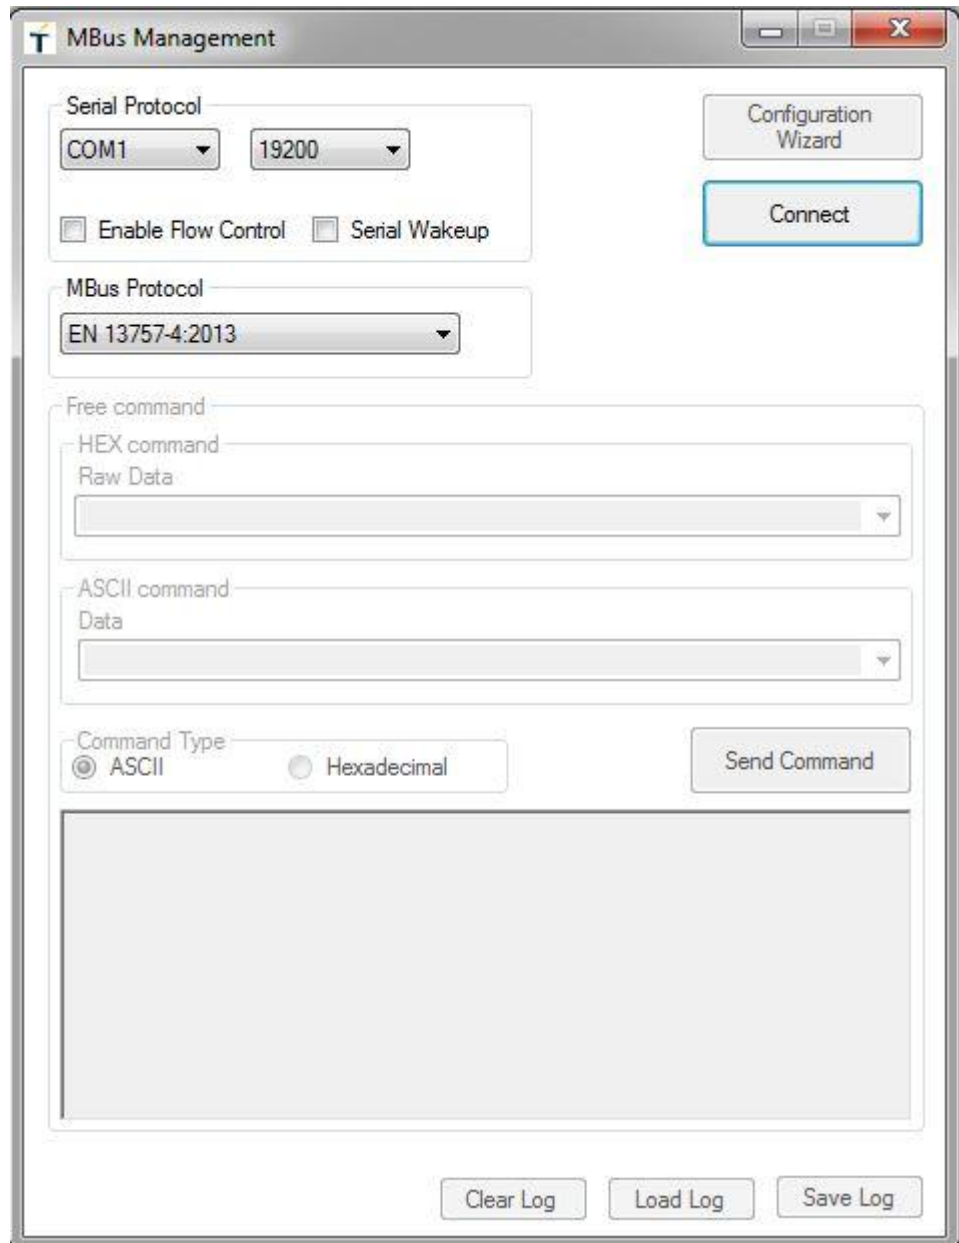 MBus Management
Serial Protocol
COM1 19200
Enable Flow Control Serial Wakeup
Configuration
Wizard
Connect
MBus Protocol
EN 13757-4:2013
Free command
HEX command
Raw Data
ASCII command
Data
Command Type
ASCII Hexadecimal
Send Command
Clear Log Load Log Save Log